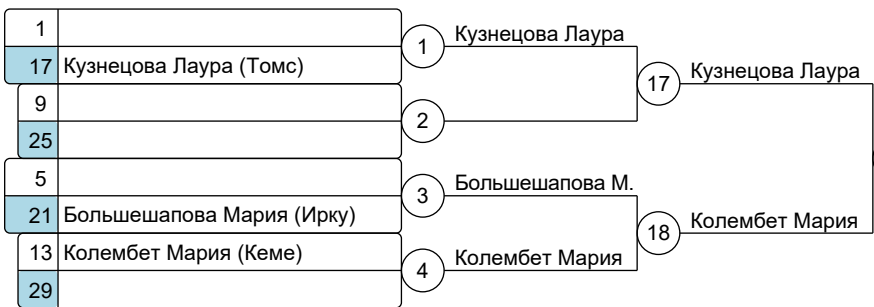 1
17 Кузнецова Лаура (Томс)
9
25
5
21 Большешапова Мария (Ирку)
13 Колембет Мария (Кеме)
29
1 Кузнецова Лаура
2
3 Большешапова М.
4 Колембет Мария
17 Кузнецова Лаура
18 Колембет Мария